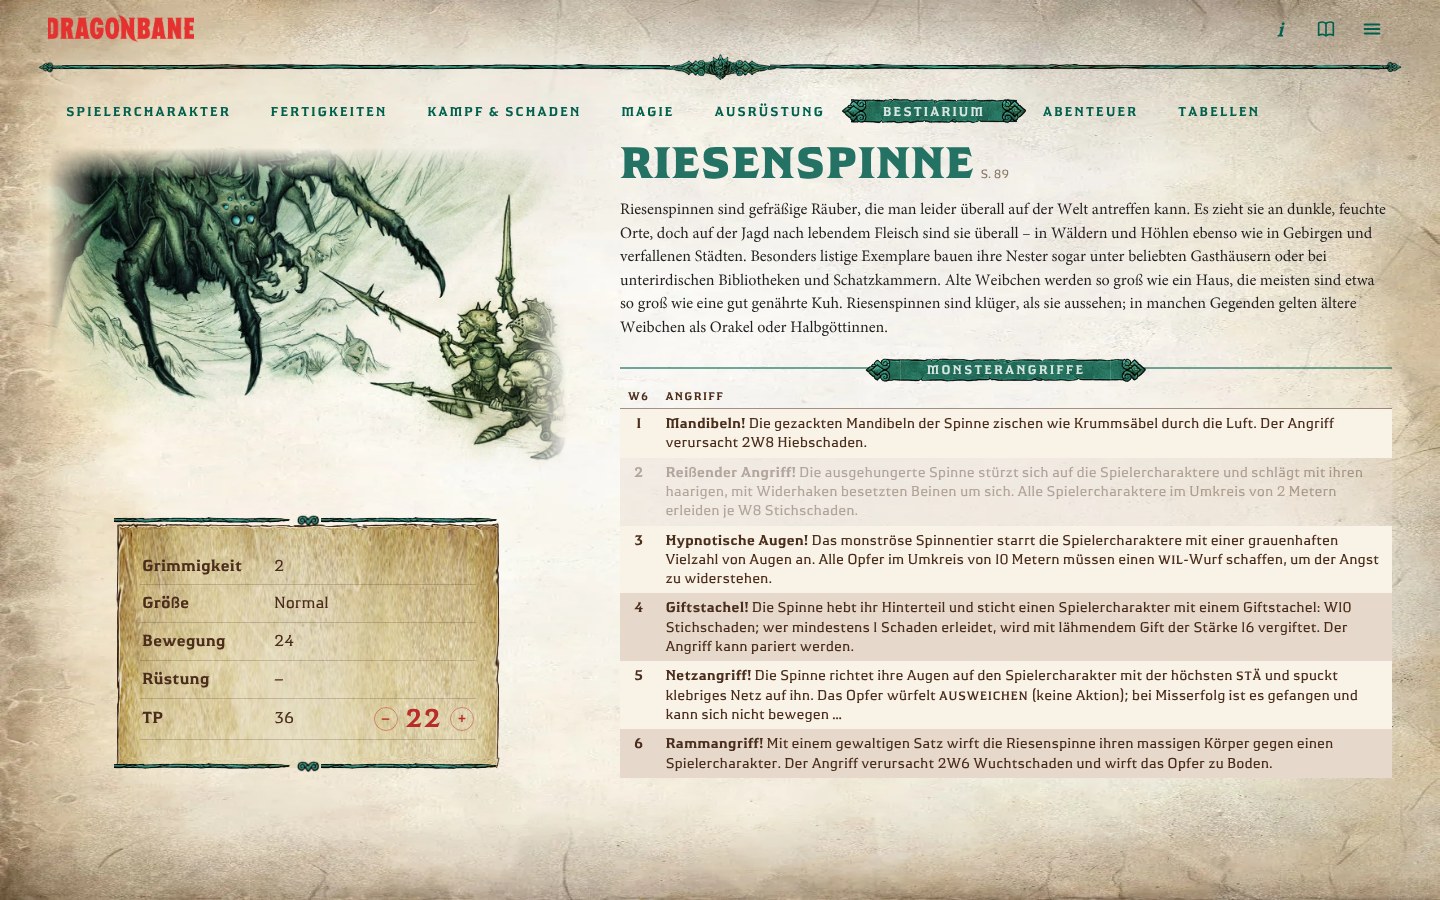 DRAGONBANE
i
SPIELERCHARAKTER FERTIGKEITEN KAMPF & SCHADEN MAGIE AUSRÜSTUNG BESTIARIUM ABENTEUER TABELLEN
RIESENSPINNE S. 89
Riesenspinnen sind gefräßige Räuber, die man leider überall auf der Welt antreffen kann. Es zieht sie an dunkle, feuchte
Orte, doch auf der Jagd nach lebendem Fleisch sind sie überall – in Wäldern und Höhlen ebenso wie in Gebirgen und
verfallenen Städten. Besonders listige Exemplare bauen ihre Nester sogar unter beliebten Gasthäusern oder bei
unterirdischen Bibliotheken und Schatzkammern. Alte Weibchen werden so groß wie ein Haus, die meisten sind etwa
so groß wie eine gut genährte Kuh. Riesenspinnen sind klüger, als sie aussehen; in manchen Gegenden gelten ältere
Weibchen als Orakel oder Halbgöttinnen.
MONSTERANGRIFFE
W6 ANGRIFF
1 Mandibeln! Die gezackten Mandibeln der Spinne zischen wie Krummsäbel durch die Luft. Der Angriff
verursacht 2W8 Hiebschaden.
2 Reißender Angriff! Die ausgehungerte Spinne stürzt sich auf die Spielercharaktere und schlägt mit ihren
haarigen, mit Widerhaken besetzten Beinen um sich. Alle Spielercharaktere im Umkreis von 2 Metern
erleiden je W8 Stichschaden.
3 Hypnotische Augen! Das monströse Spinnentier starrt die Spielercharaktere mit einer grauenhaften
Vielzahl von Augen an. Alle Opfer im Umkreis von 10 Metern müssen einen WIL-Wurf schaffen, um der Angst
zu widerstehen.
4 Giftstachel! Die Spinne hebt ihr Hinterteil und sticht einen Spielercharakter mit einem Giftstachel: W10
Stichschaden; wer mindestens 1 Schaden erleidet, wird mit lähmendem Gift der Stärke 16 vergiftet. Der
Angriff kann pariert werden.
5 Netzangriff! Die Spinne richtet ihre Augen auf den Spielercharakter mit der höchsten STÄ und spuckt
klebriges Netz auf ihn. Das Opfer würfelt AUSWEICHEN (keine Aktion); bei Misserfolg ist es gefangen und
kann sich nicht bewegen ...
6 Rammangriff! Mit einem gewaltigen Satz wirft die Riesenspinne ihren massigen Körper gegen einen
Spielercharakter. Der Angriff verursacht 2W6 Wuchtschaden und wirft das Opfer zu Boden.
Grimmigkeit 2
Größe Normal
Bewegung 24
Rüstung –
TP 36 – 22 +